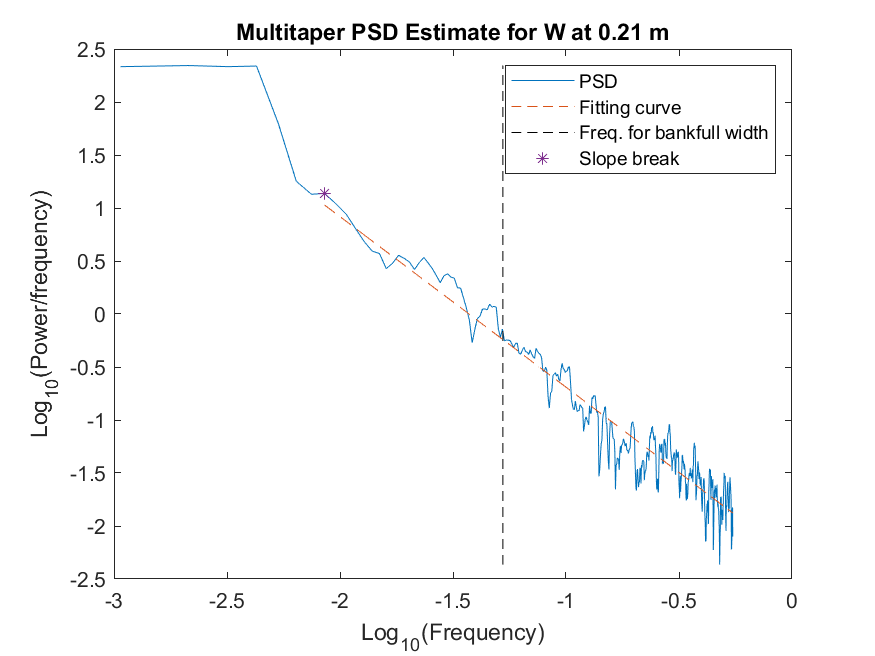 Multitaper PSD Estimate for W at 0.21 m
2.5
2
1.5
1
0.5
0
-0.5
-1
-1.5
-2
-2.5
Log10(Power/frequency)
PSD
Fitting curve
Freq. for bankfull width
Slope break
-3 -2.5 -2 -1.5 -1 -0.5 0
Log10(Frequency)